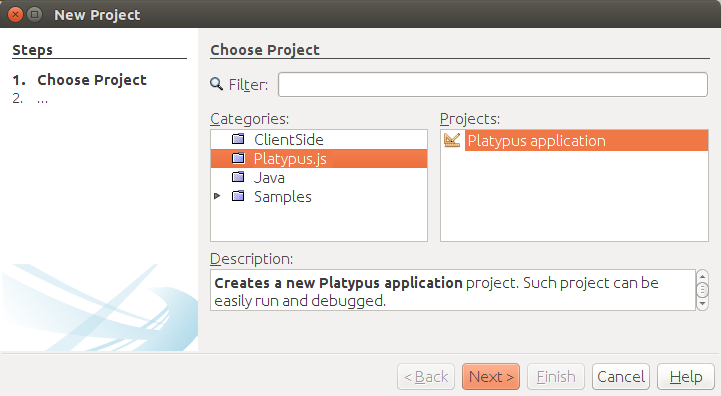 New Project
Steps
1. Choose Project
2. ...
Choose Project
Filter:
Categories:
ClientSide
Platypus.js
Java
Samples
Projects:
Platypus application
Description:
Creates a new Platypus application project. Such project can be
easily run and debugged.
< Back
Next >
Finish
Cancel
Help